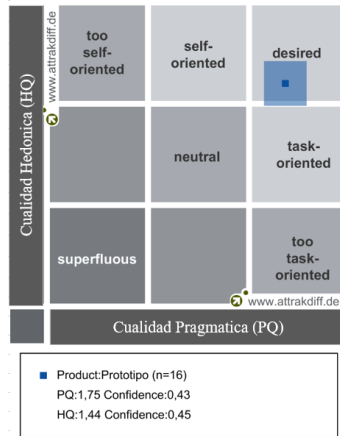 Cualidad Hedonica (HQ)
www.attrakdiff.de
too
self-
oriented
self-
oriented
desired
neutral
task-
oriented
superfluous
too
task-
oriented
www.attrakdiff.de
Cualidad Pragmatica (PQ)
Product:Prototipo (n=16)
PQ:1,75 Confidence:0,43
HQ:1,44 Confidence:0,45